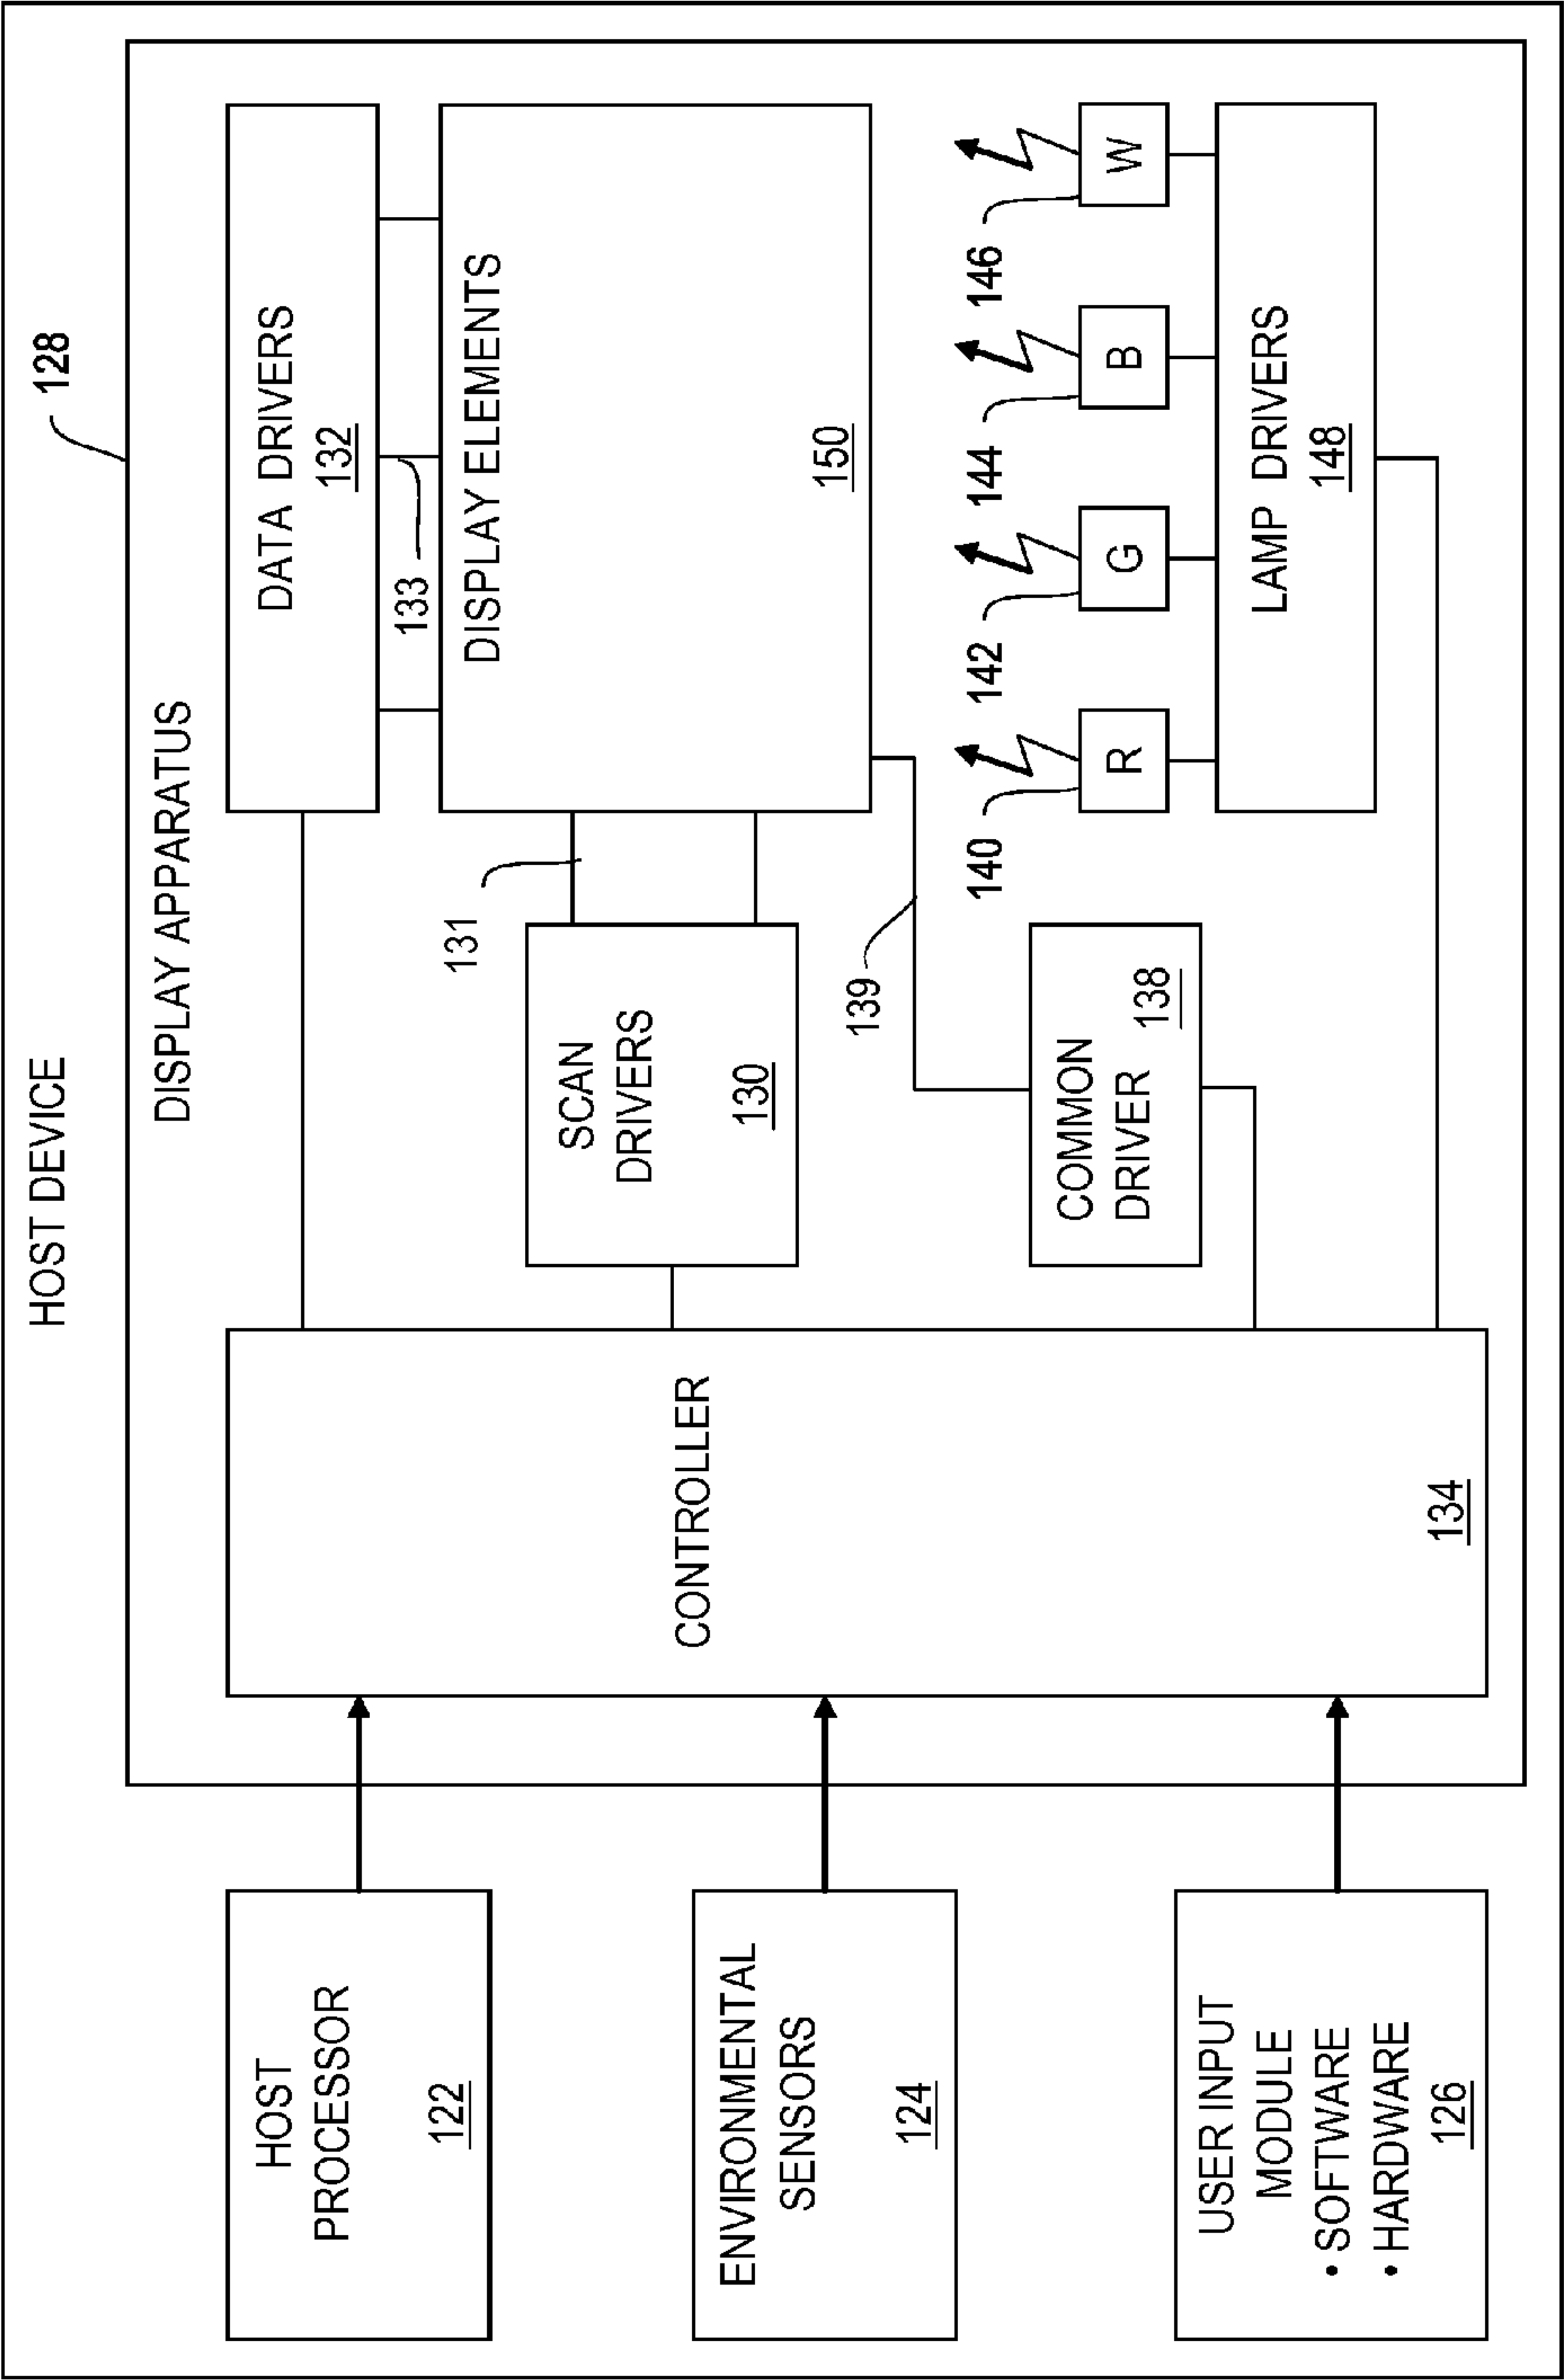 HOST DEVICE
128
DISPLAY APPARATUS
HOST
PROCESSOR
122
ENVIRONMENTAL
SENSORS
124
USER INPUT
MODULE
• SOFTWARE
• HARDWARE
126
CONTROLLER
134
DATA DRIVERS
132
133
SCAN
DRIVERS
130
131
DISPLAY ELEMENTS
150
COMMON
DRIVER
138
139
140
142
144
146
R
G
B
W
LAMP DRIVERS
148